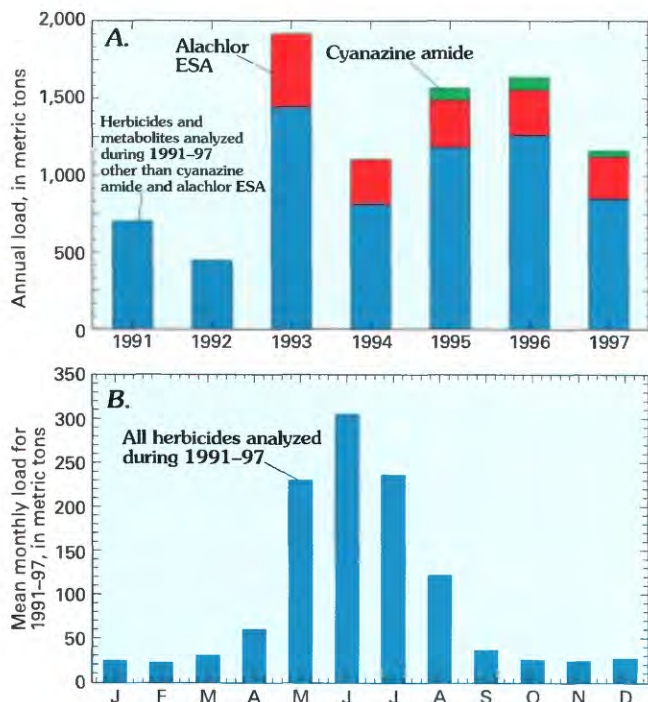 2,000
A.
Alachlor
ESA
Cyanazine amide
1,500
Herbicides and
metabolites analyzed
during 1991–97
other than cyanazine
amide and alachlor ESA
1,000
500
0
Annual load, in metric tons
1991 1992 1993 1994 1995 1996 1997
350
B.
300
All herbicides analyzed
during 1991–97
250
200
150
100
50
0
Mean monthly load for
1991–97, in metric tons
J F M A M J J A S O N D